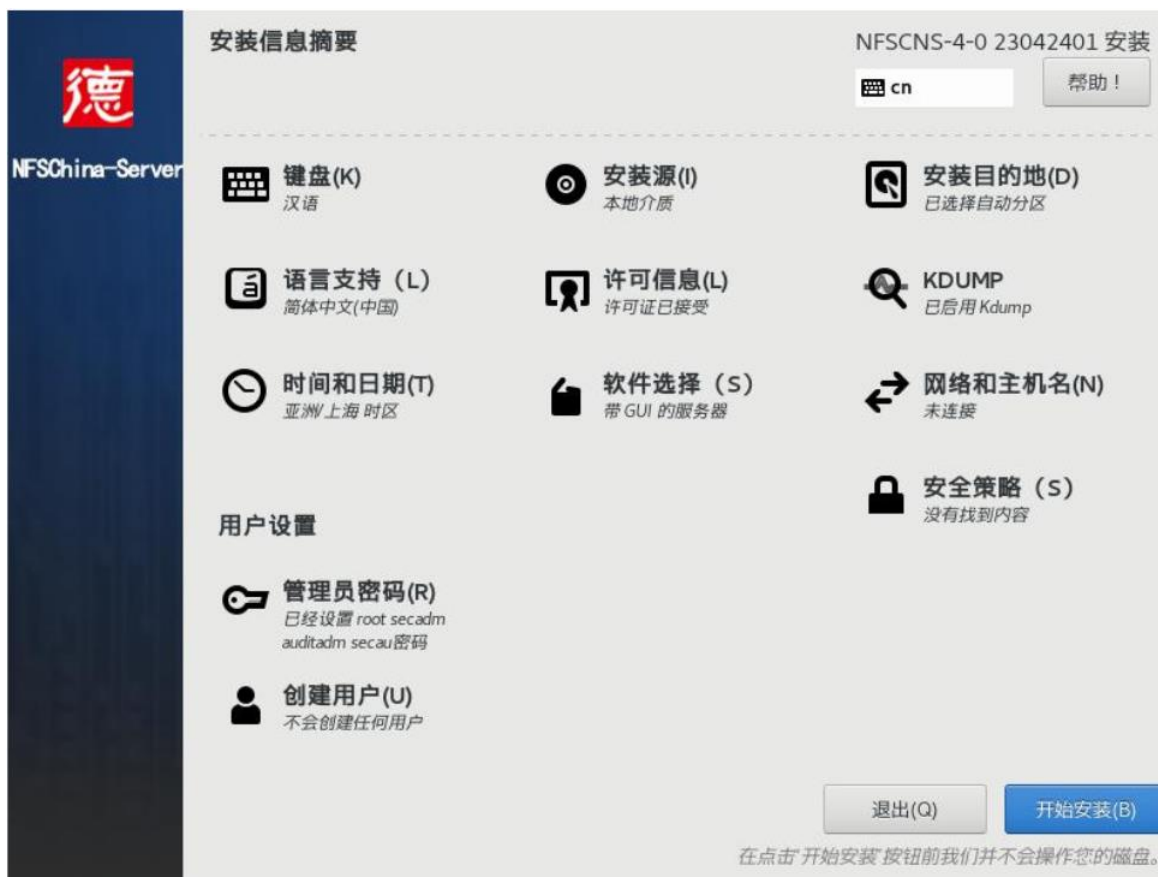 安装信息摘要
NFSCNS-4-0 23042401 安装
cn
帮助！
德
NFSChina-Server
键盘(K)
汉语
安装源(I)
本地介质
安装目的地(D)
已选择自动分区
语言支持（L）
简体中文(中国)
许可信息(L)
许可证已接受
KDUMP
已启用 Kdump
时间和日期(T)
亚洲/上海 时区
软件选择（S）
带 GUI 的服务器
网络和主机名(N)
未连接
安全策略（S）
没有找到内容
用户设置
管理员密码(R)
已经设置 root secadm
auditadm secau密码
创建用户(U)
不会创建任何用户
退出(Q)
开始安装(B)
在点击'开始安装'按钮前我们并不会操作您的磁盘。